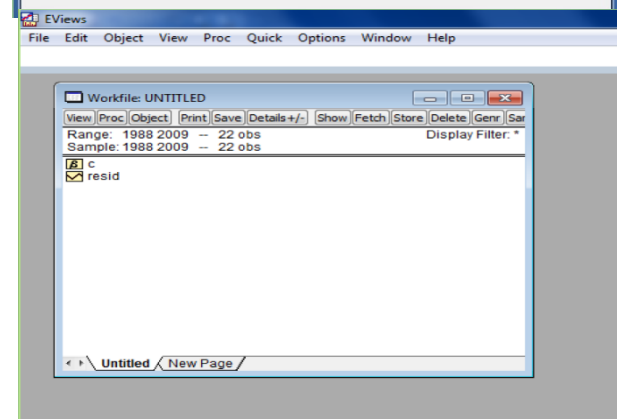 EViews
File Edit Object View Proc Quick Options Window Help
Workfile: UNTITLED
View Proc Object Print Save Details+/- Show Fetch Store Delete Genr Sar
Range: 1988 2009 -- 22 obs Display Filter: *
Sample: 1988 2009 -- 22 obs
β c
resid
Untitled New Page